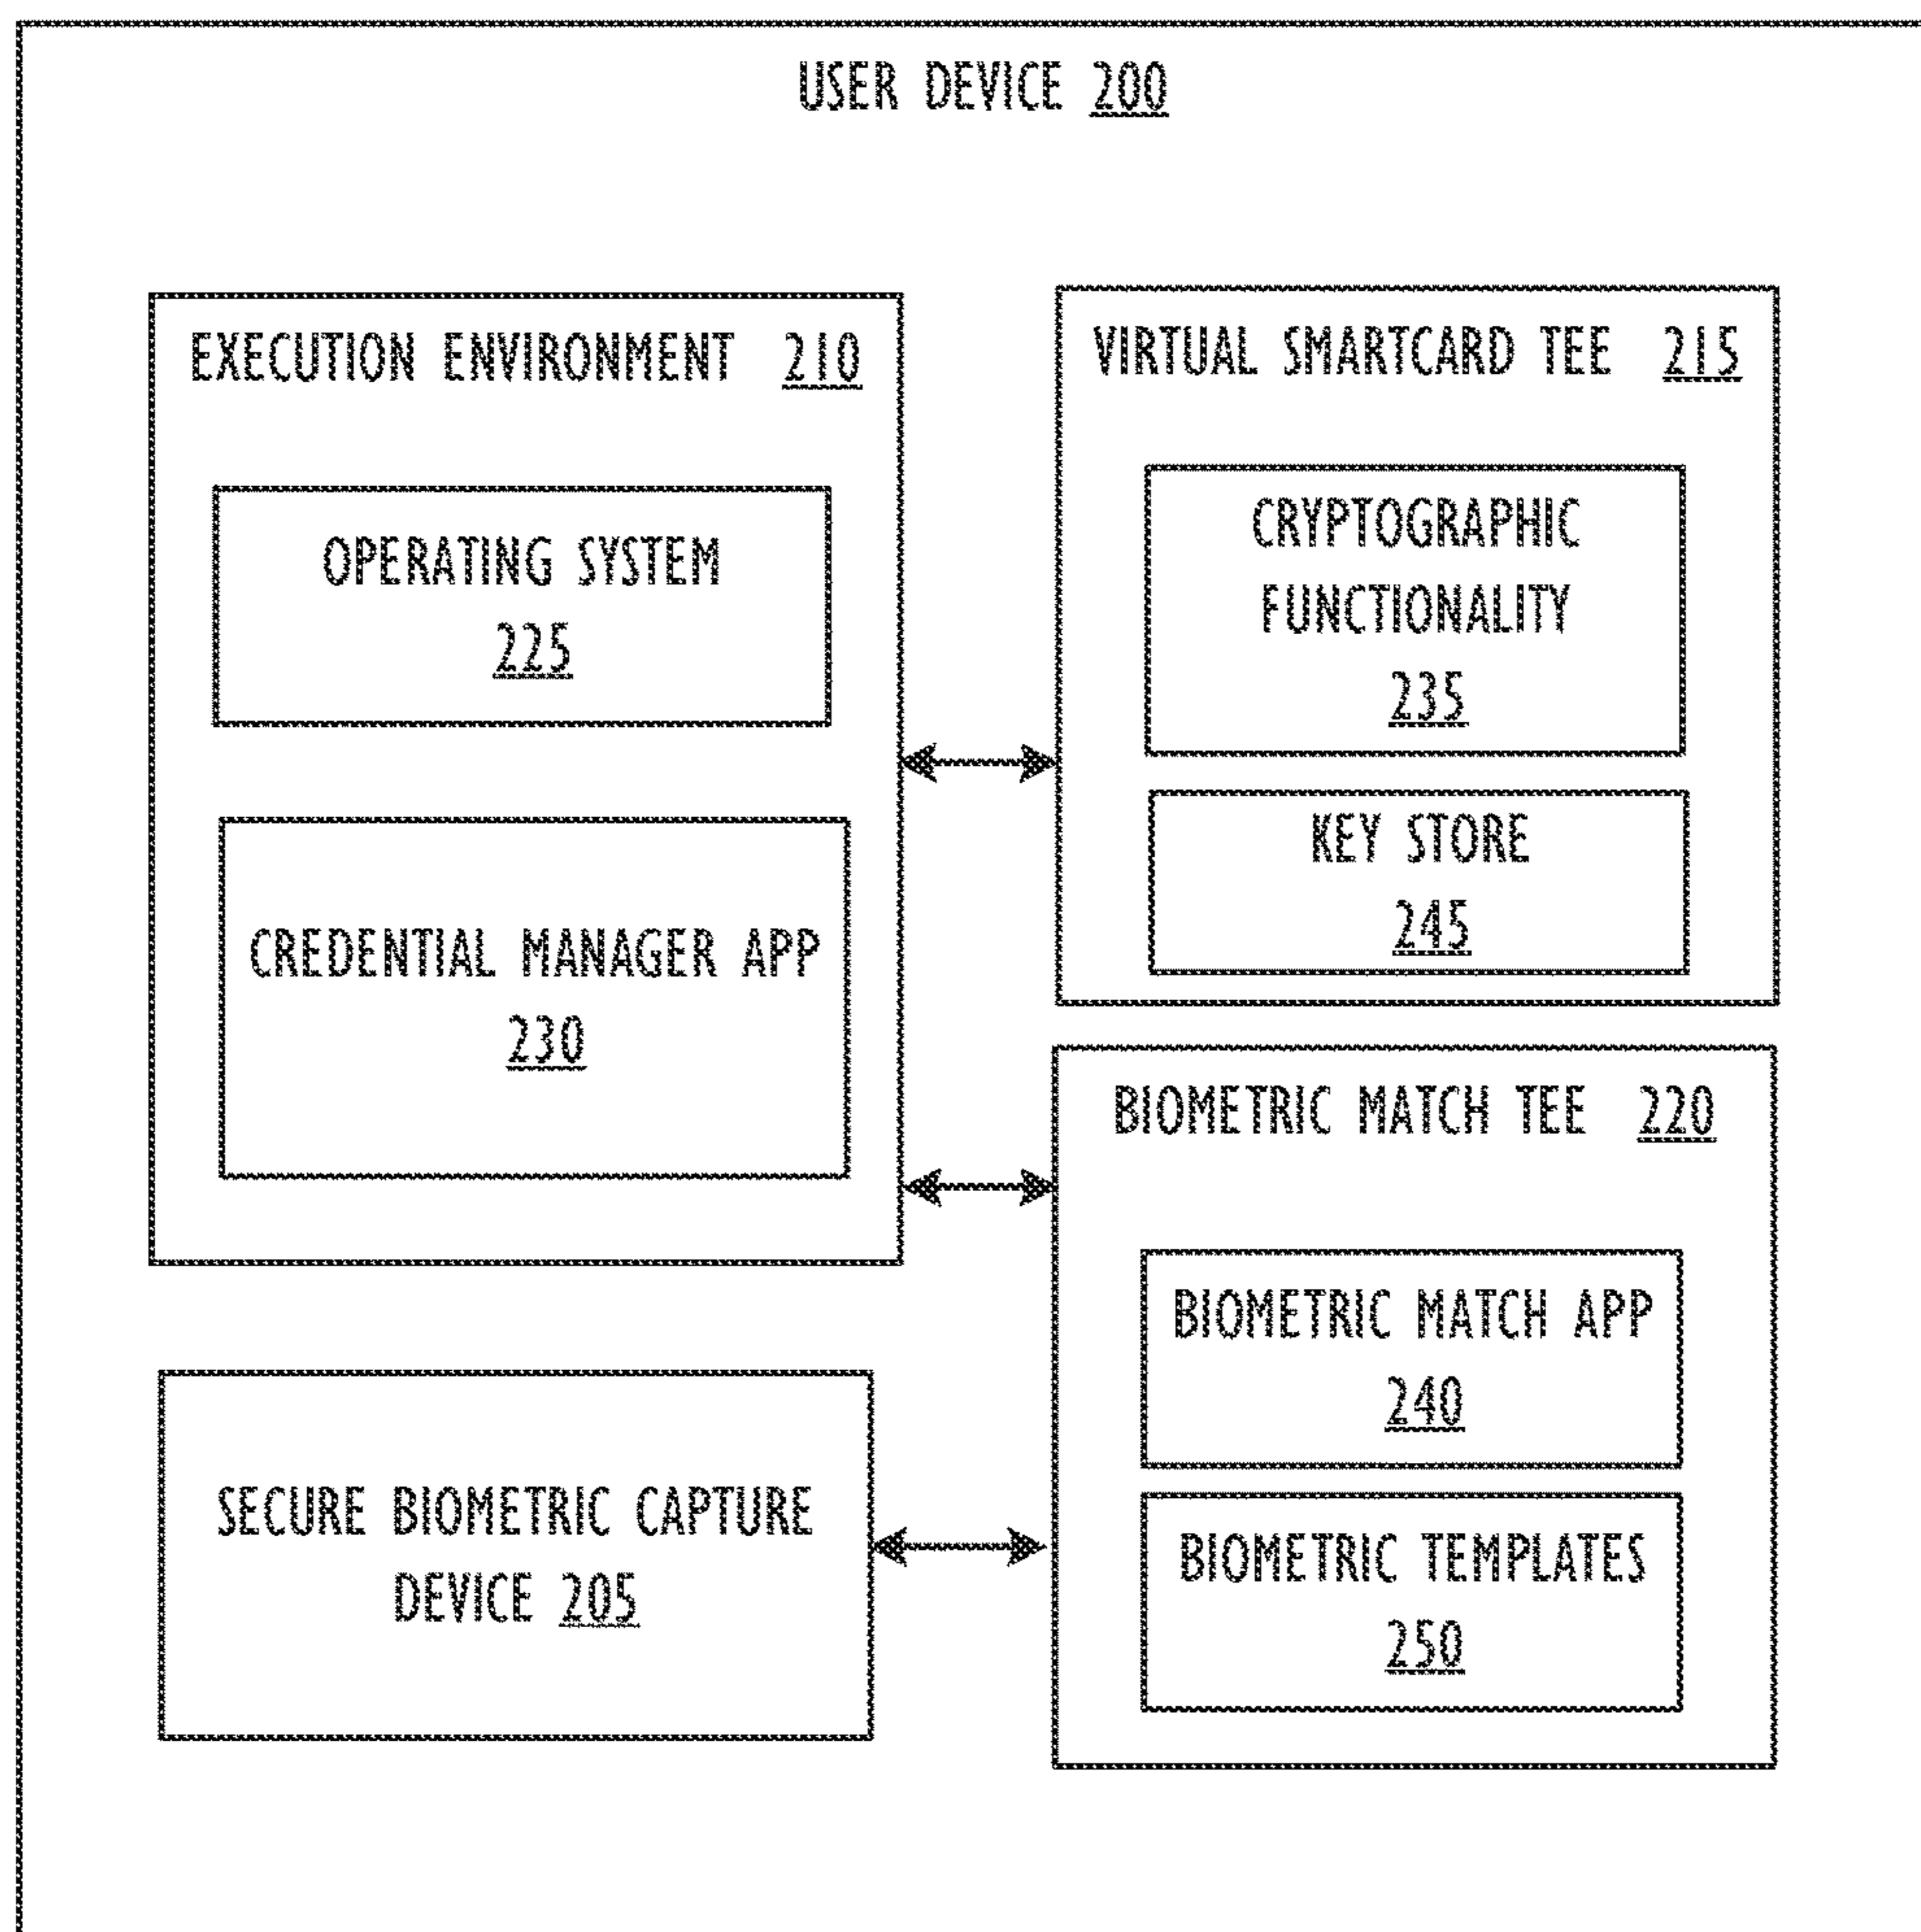 USER DEVICE 200
EXECUTION ENVIRONMENT 210
OPERATING SYSTEM
225
CREDENTIAL MANAGER APP
230
VIRTUAL SMARTCARD TEE 215
CRYPTOGRAPHIC
FUNCTIONALITY
235
KEY STORE
245
BIOMETRIC MATCH TEE 220
BIOMETRIC MATCH APP
240
BIOMETRIC TEMPLATES
250
SECURE BIOMETRIC CAPTURE
DEVICE 205